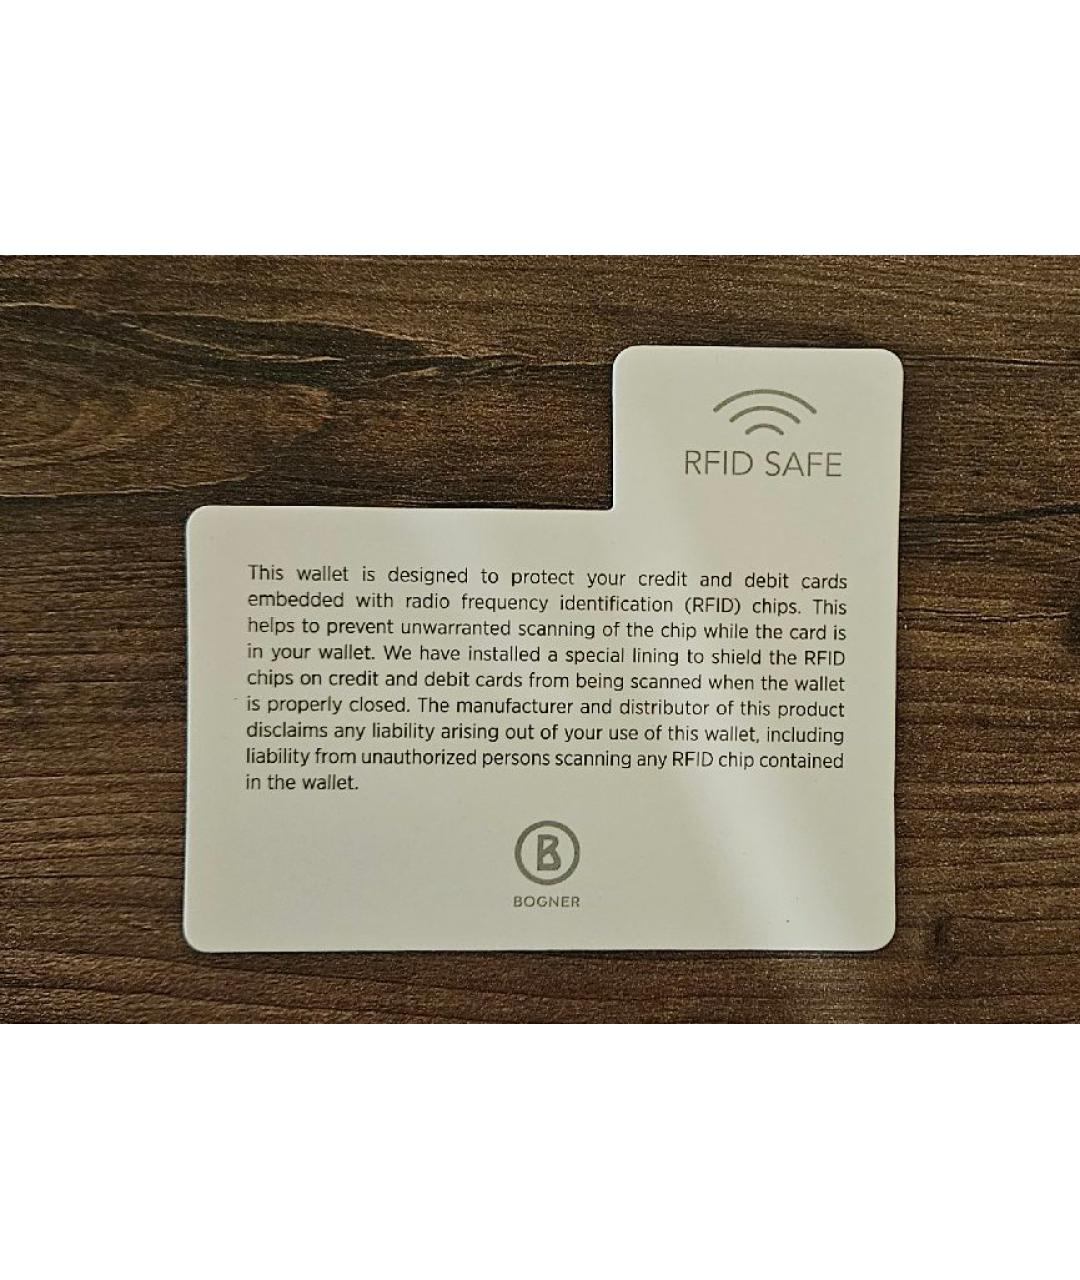 RFID SAFE
This wallet is designed to protect your credit and debit cards
embedded with radio frequency identification (RFID) chips. This
helps to prevent unwarranted scanning of the chip while the card is
in your wallet. We have installed a special lining to shield the RFID
chips on credit and debit cards from being scanned when the wallet
is properly closed. The manufacturer and distributor of this product
disclaims any liability arising out of your use of this wallet, including
liability from unauthorized persons scanning any RFID chip contained
in the wallet.
B
BOGNER